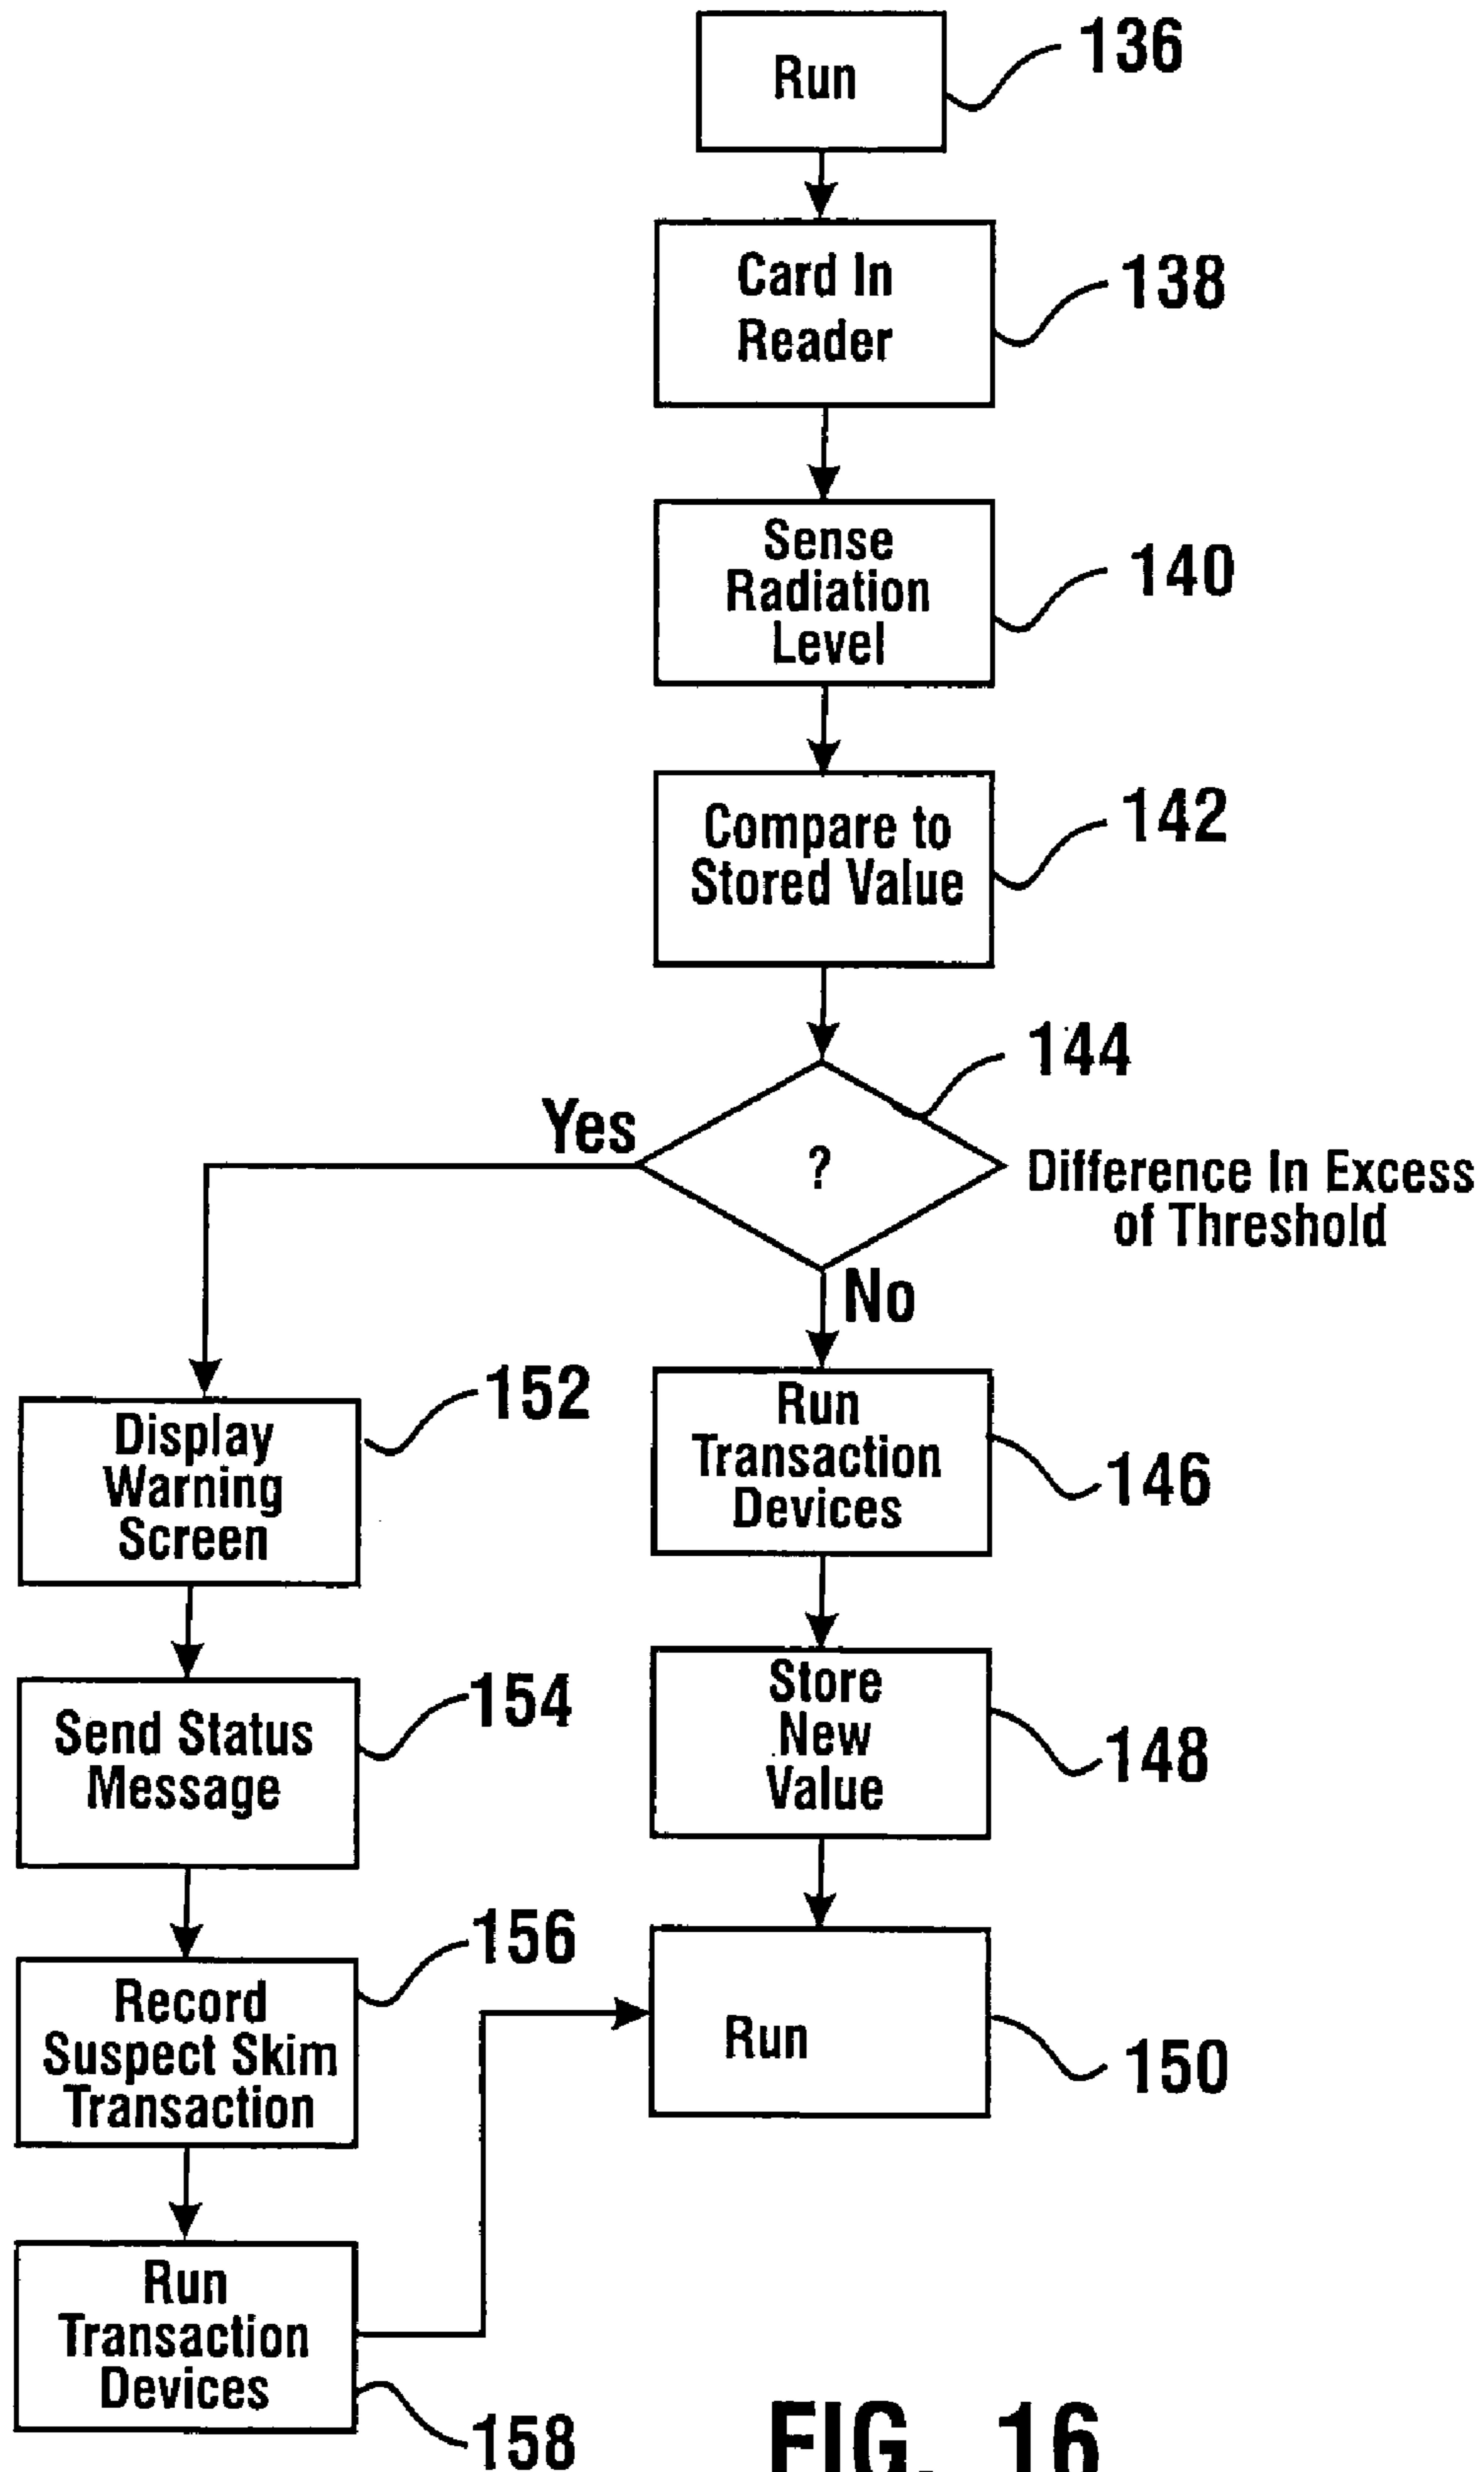 Run
136
Card In
Reader
138
Sense
Radiation
Level
140
Compare to
Stored Value
142
144
Yes
?
Difference In Excess
of Threshold
No
Display
Warning
Screen
152
Run
Transaction
Devices
146
Send Status
Message
154
Store
New
Value
148
Record
Suspect Skim
Transaction
156
Run
150
Run
Transaction
Devices
158
FIG. 16